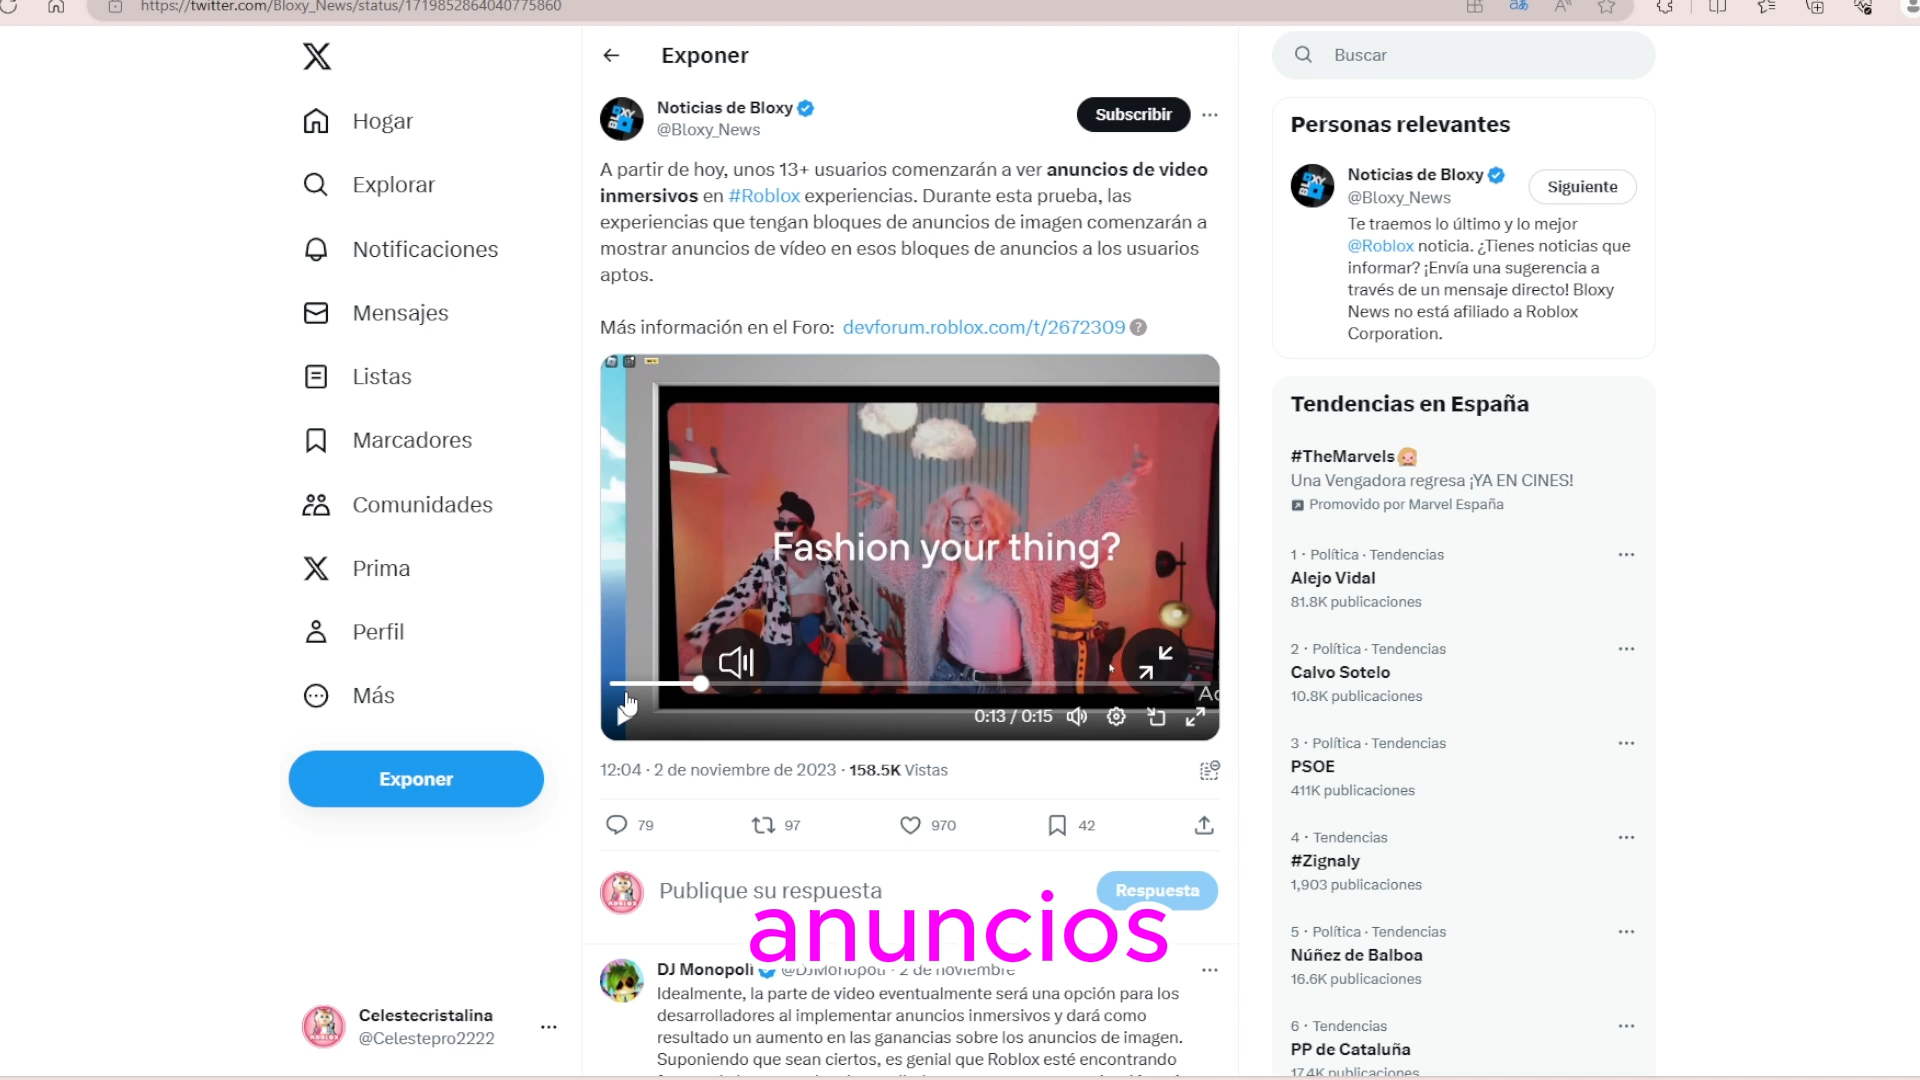 https://twitter.com/Bloxy_News/status/1719852864040775860
Hogar
Explorar
Notificaciones
Mensajes
Listas
Marcadores
Comunidades
Prima
Perfil
Más
Exponer
Celestecristalina
@Celestepro2222
Exponer
Noticias de Bloxy
@Bloxy_News
Subscribir
A partir de hoy, unos 13+ usuarios comenzarán a ver anuncios de video
inmersivos en #Roblox experiencias. Durante esta prueba, las
experiencias que tengan bloques de anuncios de imagen comenzarán a
mostrar anuncios de vídeo en esos bloques de anuncios a los usuarios
aptos.
Más información en el Foro: devforum.roblox.com/t/2672309
Fashion your thing?
0:13 / 0:15
12:04 · 2 de noviembre de 2023 · 158.5K Vistas
79 97 970 42
Publique su respuesta
Respuesta
anuncios
DJ Monopoli @DJMonopoli · 2 de noviembre
Idealmente, la parte de video eventualmente será una opción para los
desarrolladores al implementar anuncios inmersivos y dará como
resultado un aumento en las ganancias sobre los anuncios de imagen.
Suponiendo que sean ciertos, es genial que Roblox esté encontrando
Buscar
Personas relevantes
Noticias de Bloxy
@Bloxy_News
Siguiente
Te traemos lo último y lo mejor
@Roblox noticia. ¿Tienes noticias que
informar? ¡Envía una sugerencia a
través de un mensaje directo! Bloxy
News no está afiliado a Roblox
Corporation.
Tendencias en España
#TheMarvels
Una Vengadora regresa ¡YA EN CINES!
Promovido por Marvel España
1 · Política · Tendencias
Alejo Vidal
81.8K publicaciones
2 · Política · Tendencias
Calvo Sotelo
10.8K publicaciones
3 · Política · Tendencias
PSOE
411K publicaciones
4 · Tendencias
#Zignaly
1,903 publicaciones
5 · Política · Tendencias
Núñez de Balboa
16.6K publicaciones
6 · Tendencias
PP de Cataluña
17.4K publicaciones